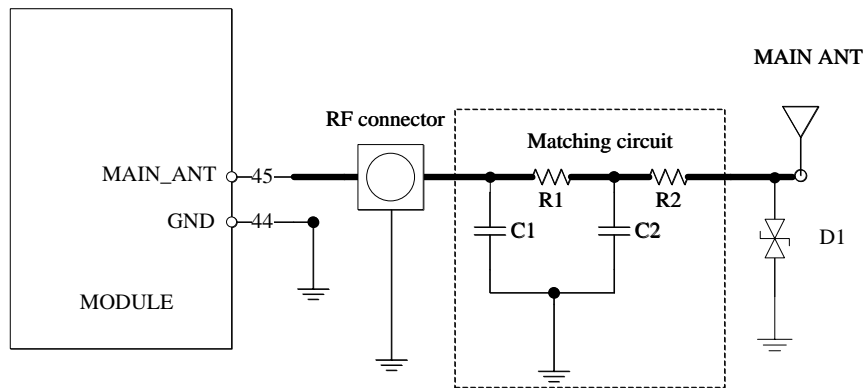 MAIN ANT
RF connector
Matching circuit
MAIN_ANT
45
R1
R2
GND
44
C1
C2
D1
MODULE